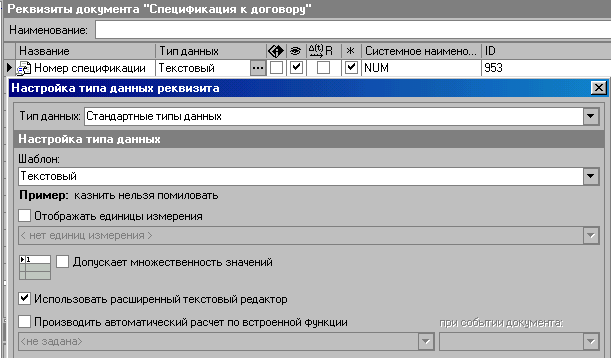 Реквизиты документа "Спецификация к договору"
Наименование:
Название Тип данных Δ(t) R * Системное наимено... ID
Номер спецификации Текстовый ... NUM 953
Настройка типа данных реквизита
Тип данных: Стандартные типы данных
Настройка типа данных
Шаблон:
Текстовый
Пример: казнить нельзя помиловать
Отображать единицы измерения
< нет единиц измерения >
1 Допускает множественность значений
Использовать расширенный текстовый редактор
Производить автоматический расчет по встроенной функции при событии документа:
<не задана>